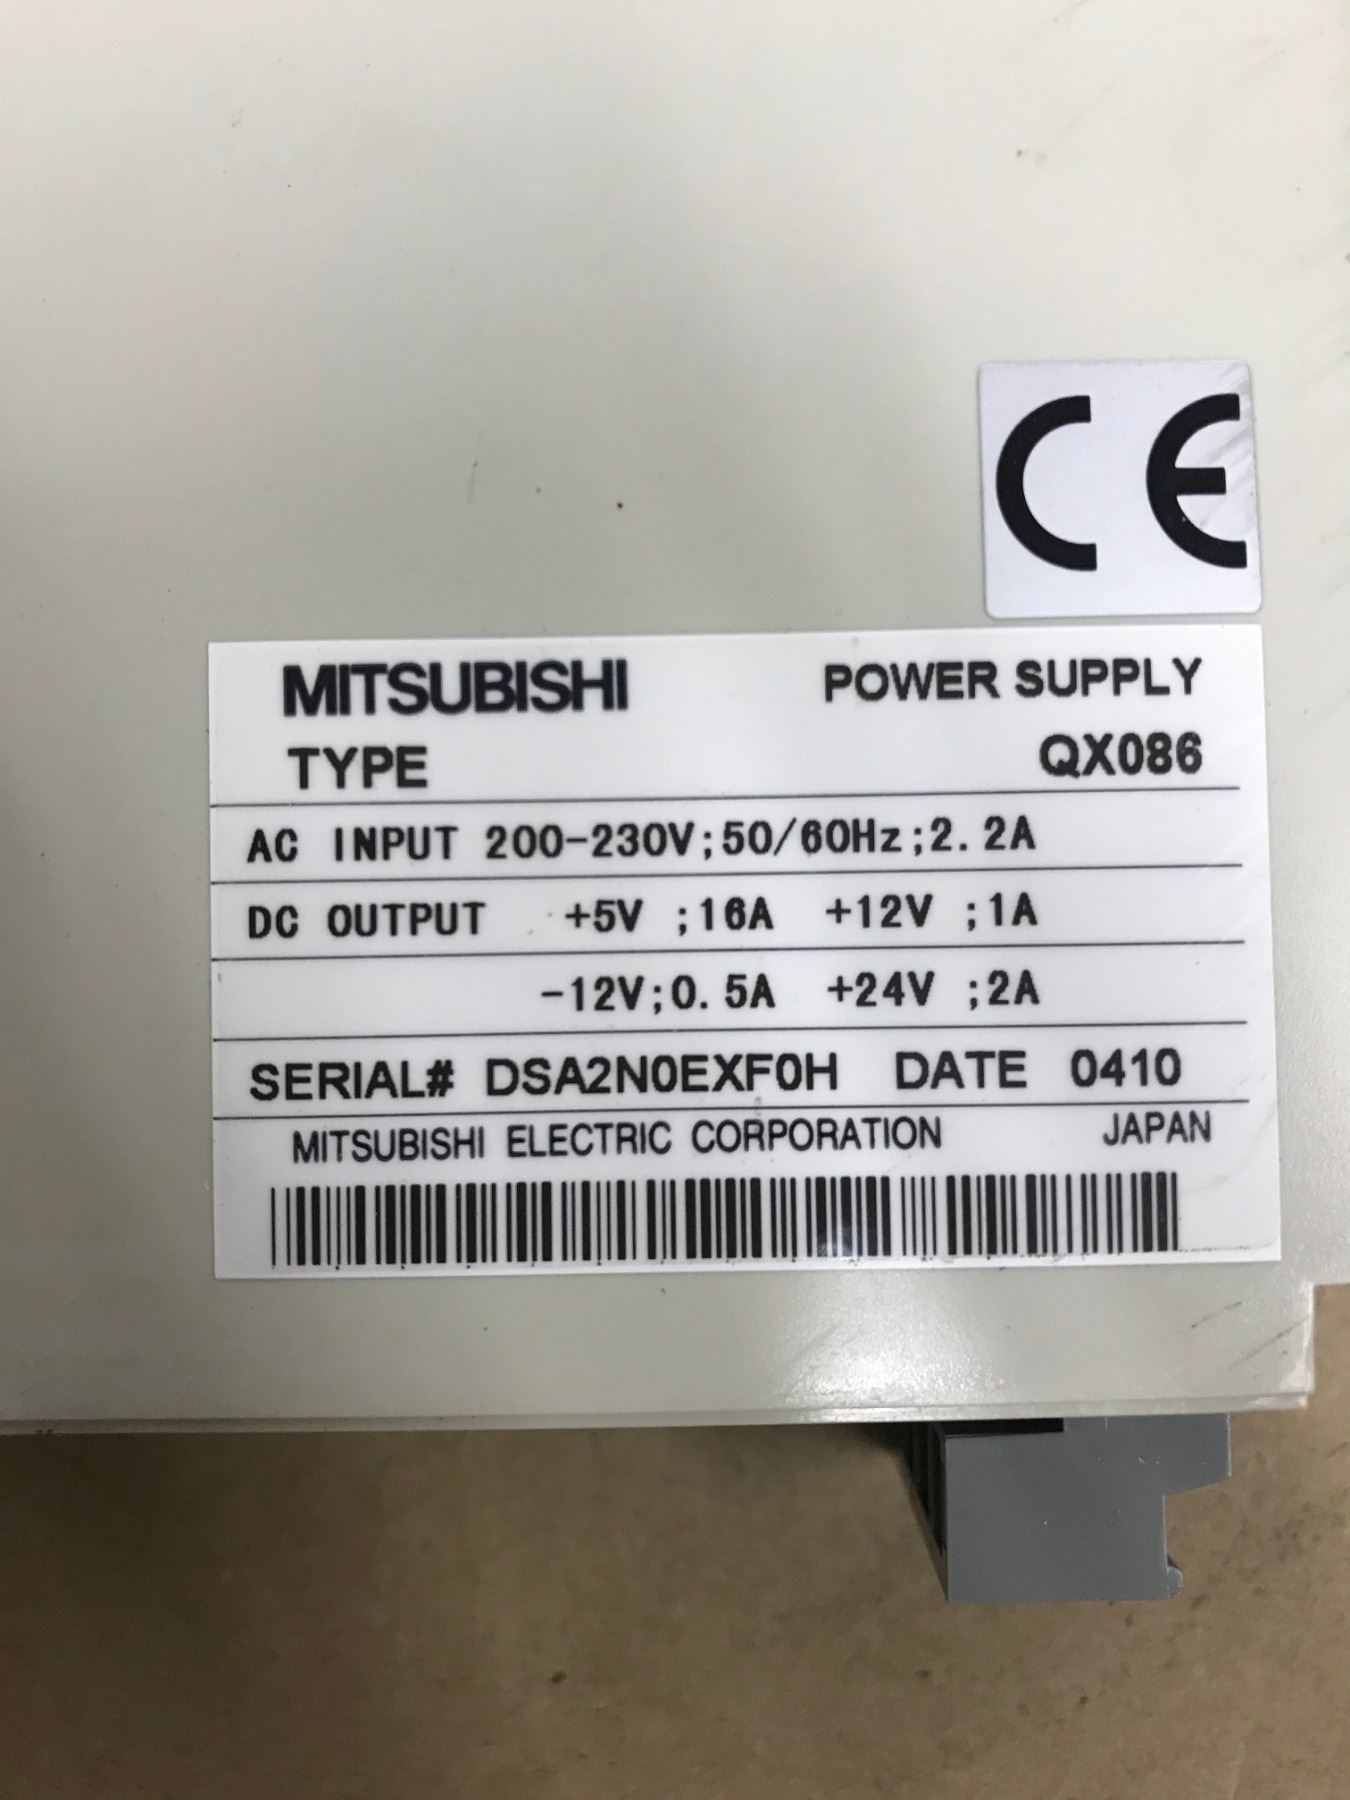 CE
MITSUBISHI POWER SUPPLY
TYPE QX086
AC INPUT 200-230V;50/60Hz;2.2A
DC OUTPUT +5V ;16A +12V ;1A
-12V;0.5A +24V ;2A
SERIAL# DSA2N0EXF0H DATE 0410
MITSUBISHI ELECTRIC CORPORATION JAPAN